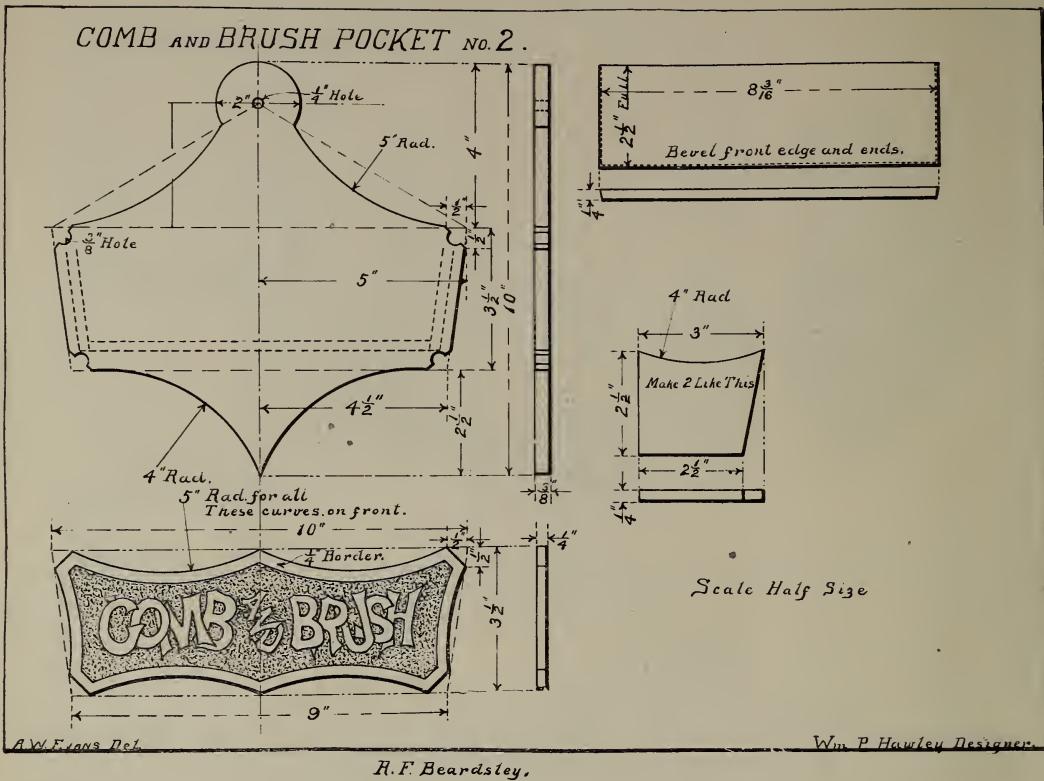 COMB AND BRUSH POCKET NO. 2.
2"
1/4" Hole
5" Rad.
4"
1/2"
1/2"
3/8" Hole
5"
3 1/2"
10"
4 1/2"
2 1/2"
4" Rad.
3/8"
8 3/16"
2 1/2" Full
Bevel front edge and ends.
1/4"
4" Rad
3"
Make 2 Like This
2 1/2"
2 1/2"
1/4"
5" Rad. for all
These curves on front.
10"
1/2"
1/2"
1/4"
1/4" Border.
3 1/2"
COMB AND BRUSH
9"
Scale Half Size
A.W. Evans Del.
Wm P Hawley Designer.
A.F. Beardsley.